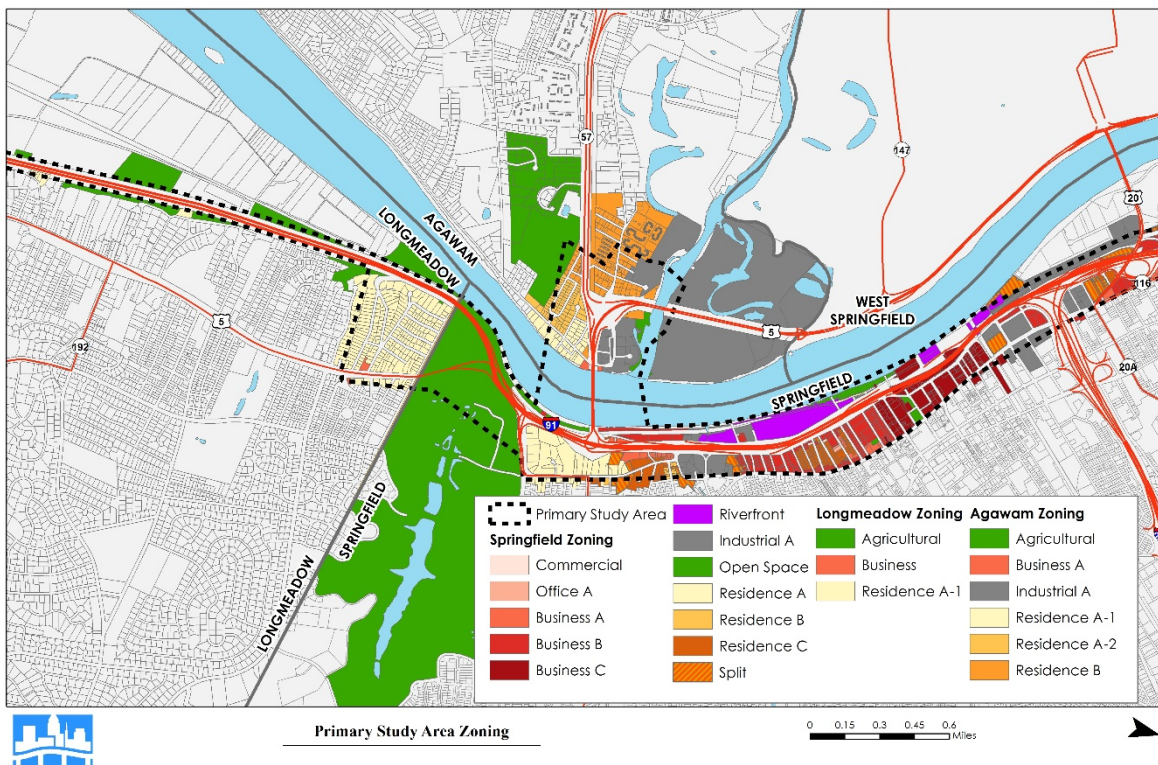 57
147
20
AGAWAM
LONGMEADOW
116
WEST
SPRINGFIELD
5
5
192
20A
SPRINGFIELD
91
Primary Study Area
Springfield Zoning
Commercial
Office A
Business A
Business B
Business C
Riverfront
Industrial A
Open Space
Residence A
Residence B
Residence C
Split
Longmeadow Zoning
Agricultural
Business
Residence A-1
Agawam Zoning
Agricultural
Business A
Industrial A
Residence A-1
Residence A-2
Residence B
SPRINGFIELD
LONGMEADOW
Primary Study Area Zoning
0 0.15 0.3 0.45 0.6
Miles